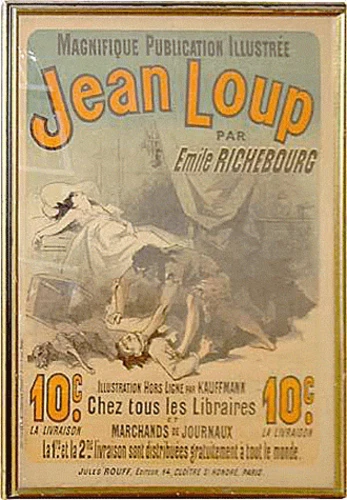 MAGNIFIQUE PUBLICATION ILLUSTRÉE
Jean Loup
PAR
Emile RICHEBOURG
ILLUSTRATION HORS LIGNE PAR KAUFFMANN
10c. Chez tous les Libraires 10c.
ET
LA LIVRAISON MARCHANDS DE JOURNAUX LA LIVRAISON
La 1re et la 2me livraison sont distribuées gratuitement à tout le monde.
JULES ROUFF, EDITEUR, 14, CLOÎTRE ST HONORÉ, PARIS.